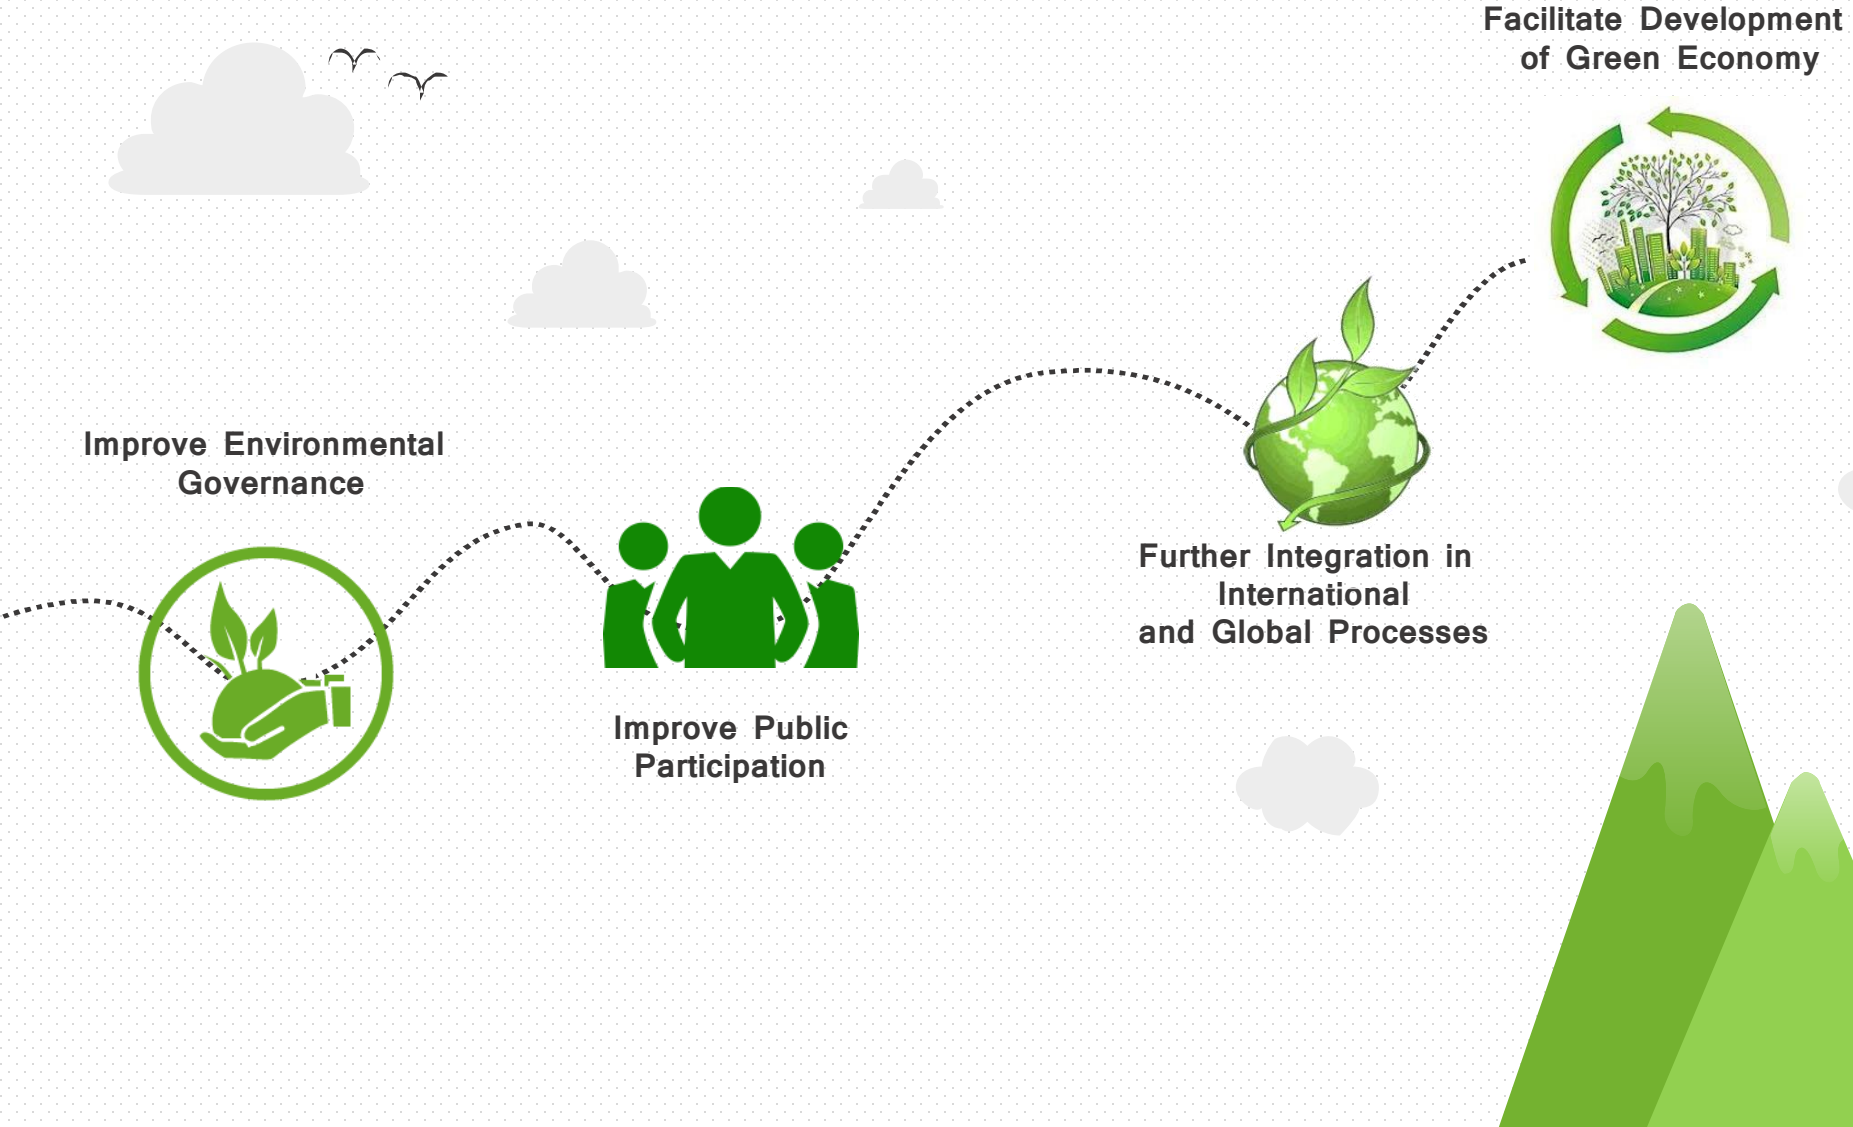 Facilitate Development
of Green Economy
Improve Environmental
Governance
Improve Public
Participation
Further Integration in
International
and Global Processes